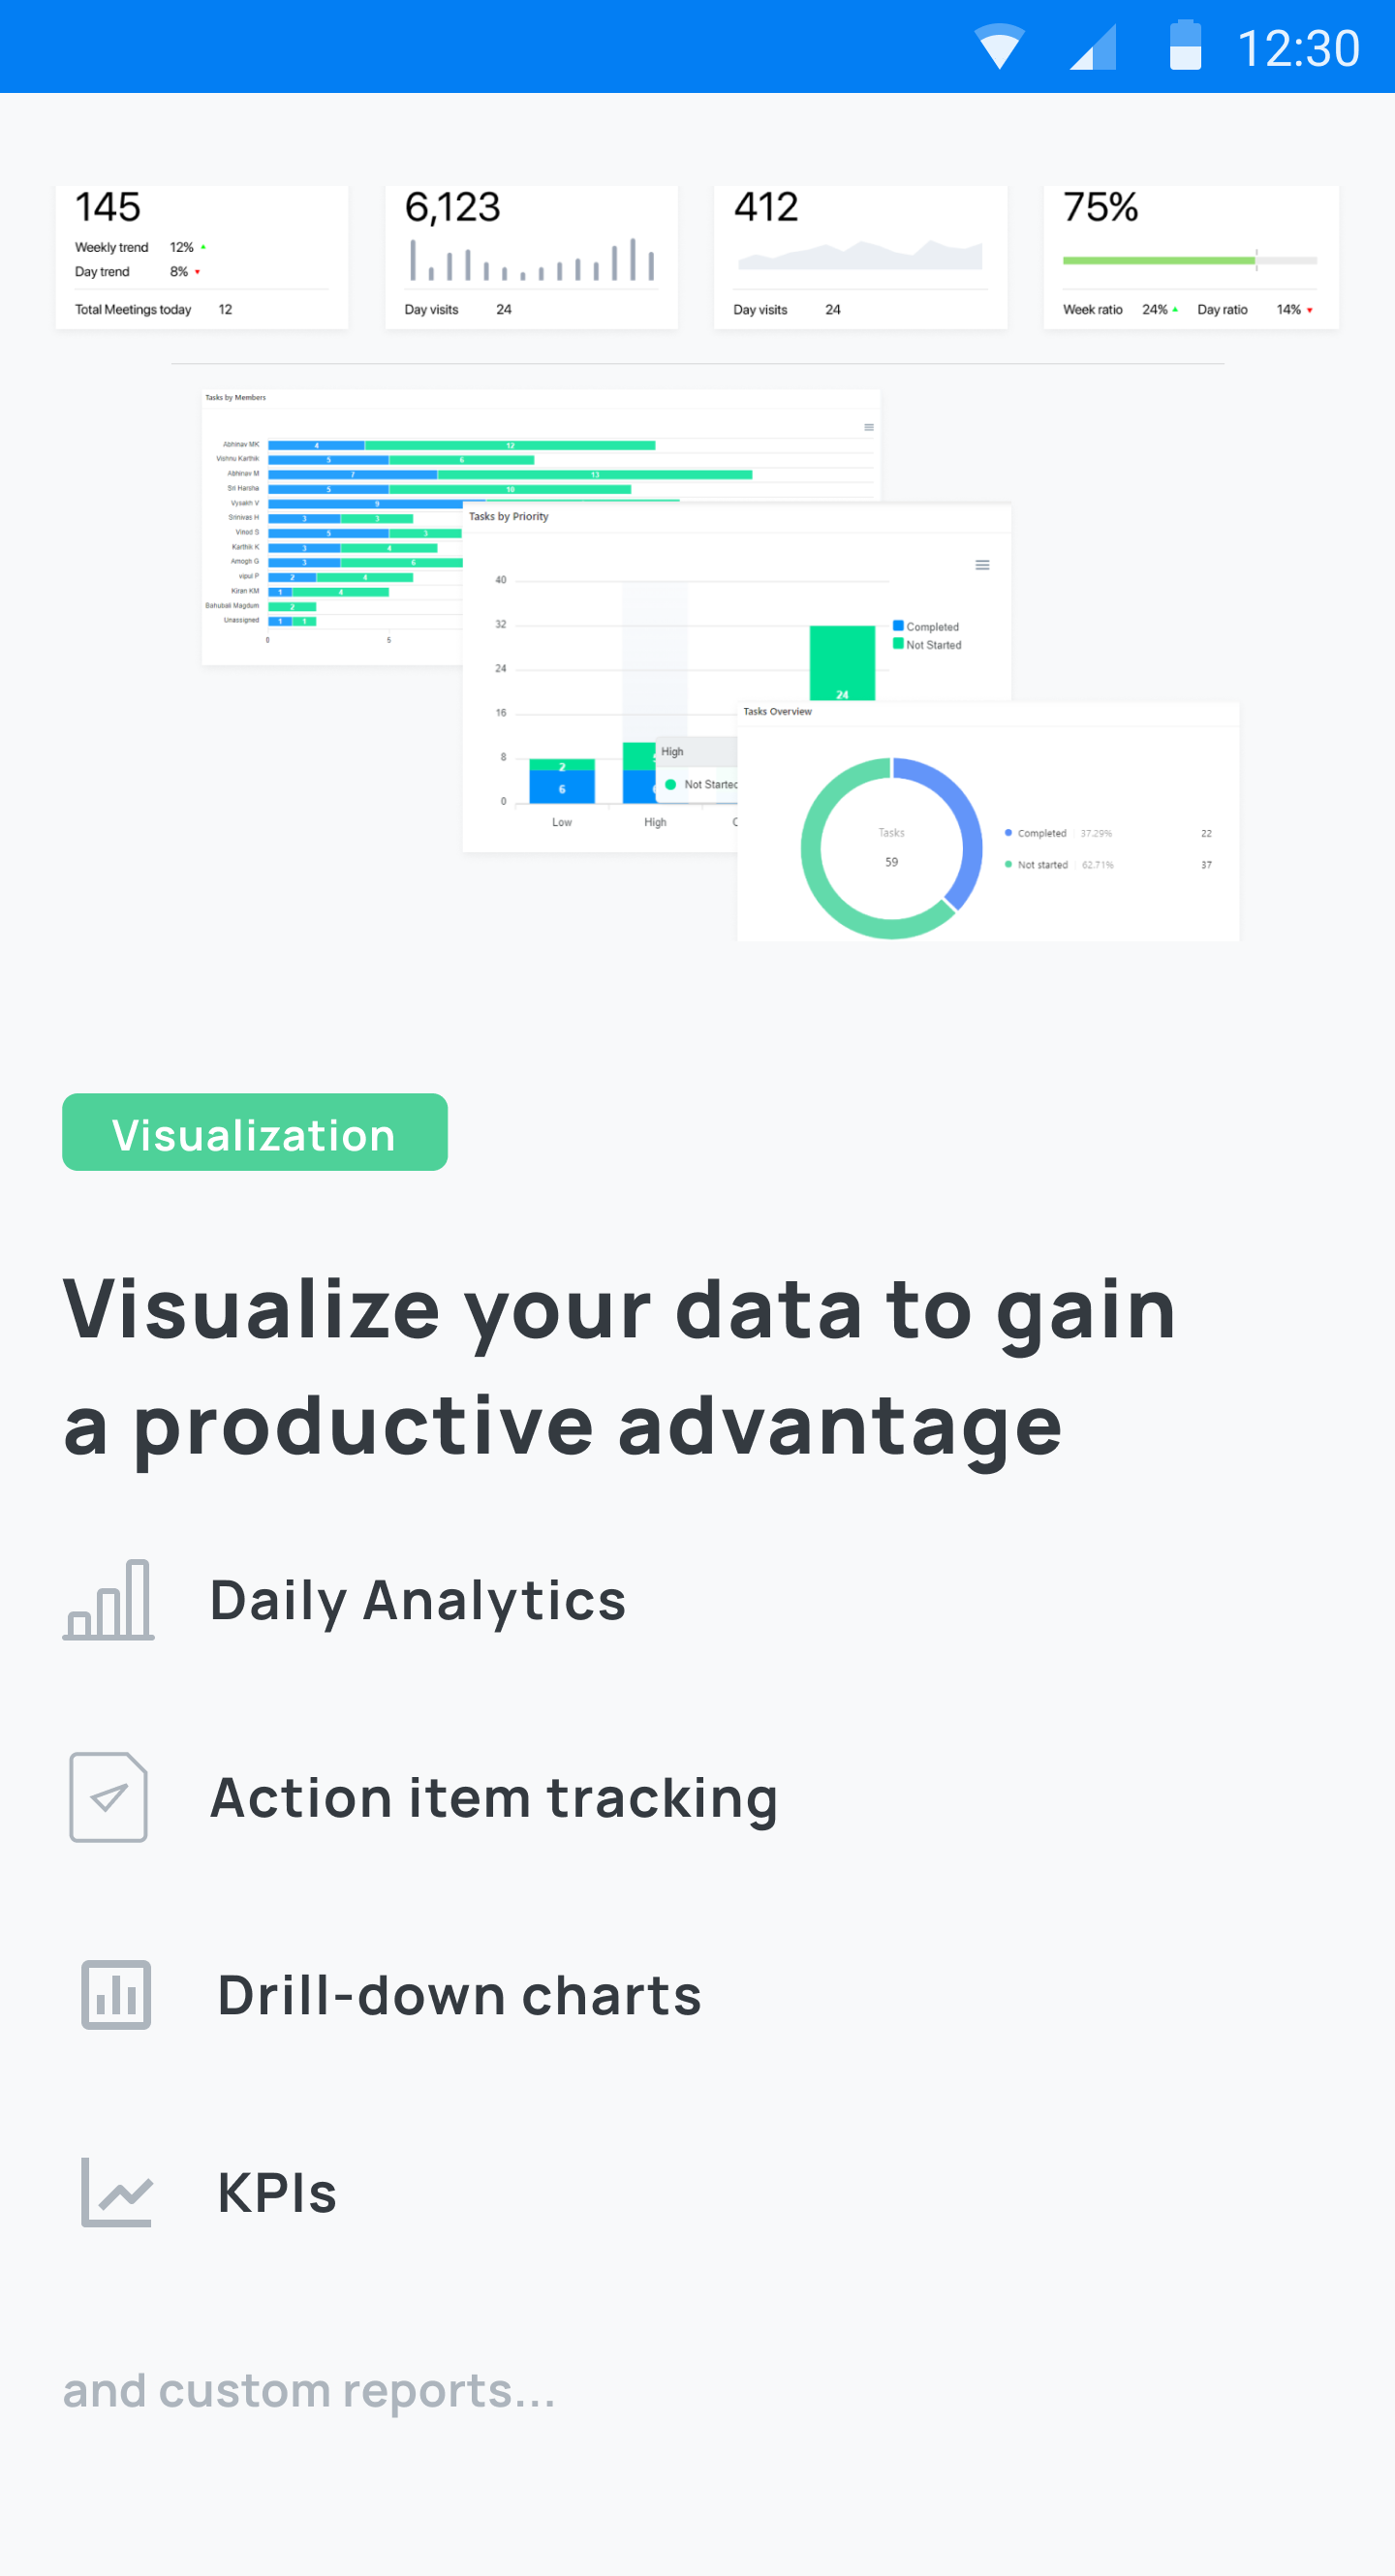 12:30
145
Weekly trend 12%
Day trend 8%
Total Meetings today 12
6,123
Day visits 24
412
Day visits 24
75%
Week ratio 24% Day ratio 14%
Tasks by Members
Abhinav MK 4 12
Vishnu Karthik 5 6
Abhinav M 7 13
Sri Harsha 5 10
Vysakh V 9
Srinivas H 3 3
Vinod S 5 3
Karthik K 3 4
Amogh G 3 6
vipul P 2 4
Kiran KM 1 4
Bahubali Magdum 2
Unassigned 1 1
0 5
Tasks by Priority
40
32
24
16
8
0
Completed
Not Started
24
2
6
High
Not Started
Low High
Tasks Overview
Tasks
59
Completed 37.29% 22
Not started 62.71% 37
Visualization
Visualize your data to gain
a productive advantage
Daily Analytics
Action item tracking
Drill-down charts
KPIs
and custom reports...